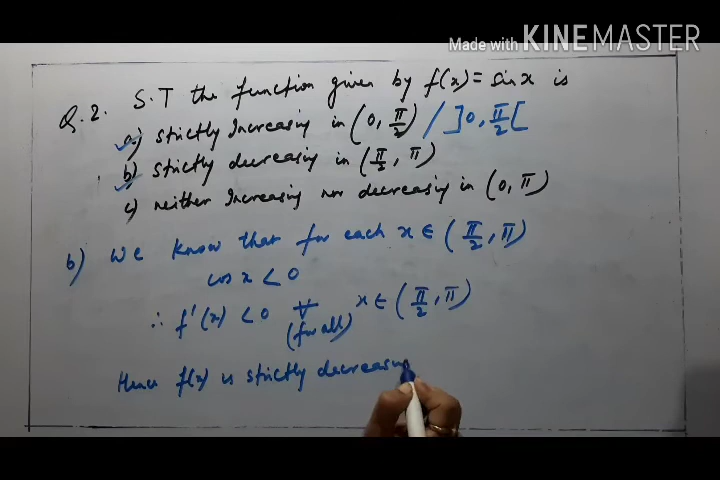 Made with KINEMASTER
Q.2. S.T the function given by f(x) = sin x is
a) strictly Increasing in (0, π/2) / ]0, π/2[
b) strictly decreasing in (π/2, π)
c) neither Increasing nor decreasing in (0, π)
b) We know that for each x ∈ (π/2, π)
cos x < 0
∴ f'(x) < 0 ∀ x ∈ (π/2, π)
(for all)
Hence f(x) is strictly decreasing